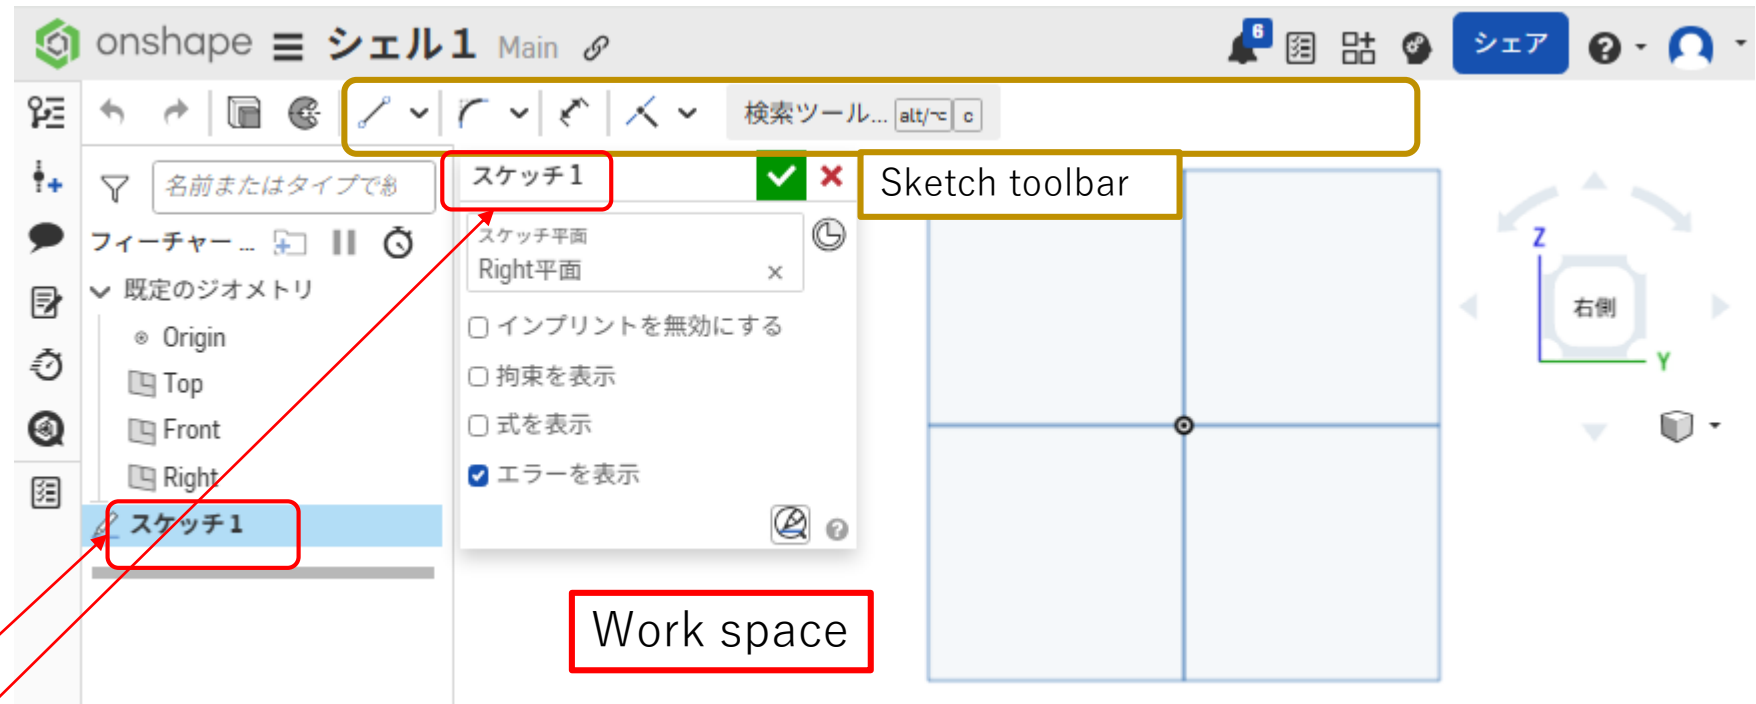 onshape シェル 1 Main
6
シェア
検索ツール... alt/⌥ c
名前またはタイプで
スケッチ 1
Sketch toolbar
フィーチャー ...
スケッチ平面
Right平面
既定のジオメトリ
Origin
Top
Front
Right
スケッチ 1
インプリントを無効にする
拘束を表示
式を表示
エラーを表示
Work space
Z
右側
Y